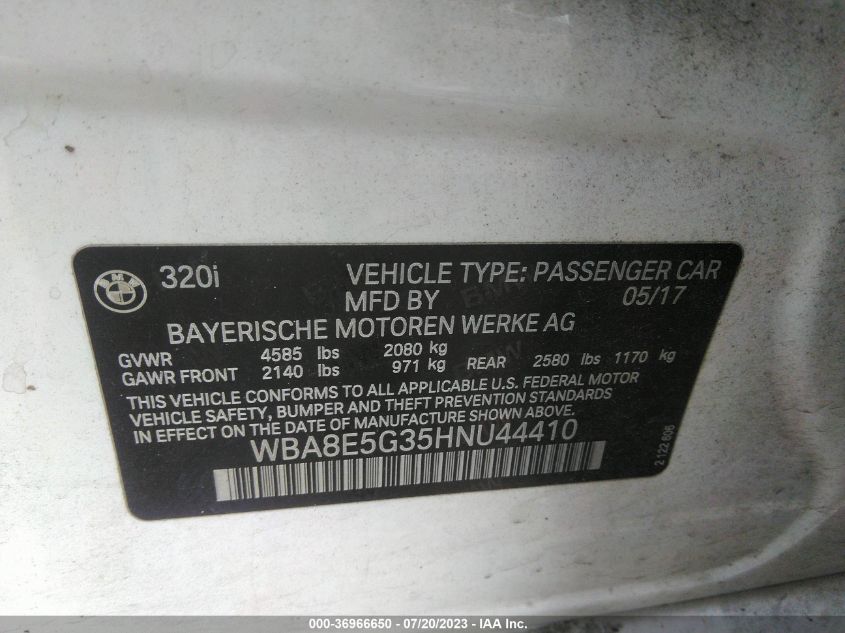 BMW 320i VEHICLE TYPE: PASSENGER CAR
MFD BY 05/17
BAYERISCHE MOTOREN WERKE AG
GVWR 4585 lbs 2080 kg
GAWR FRONT 2140 lbs 971 kg REAR 2580 lbs 1170 kg
THIS VEHICLE CONFORMS TO ALL APPLICABLE U.S. FEDERAL MOTOR
VEHICLE SAFETY, BUMPER AND THEFT PREVENTION STANDARDS
IN EFFECT ON THE DATE OF MANUFACTURE SHOWN ABOVE
WBA8E5G35HNU44410
2 122 606
000-36966650 - 07/20/2023 - IAA Inc.